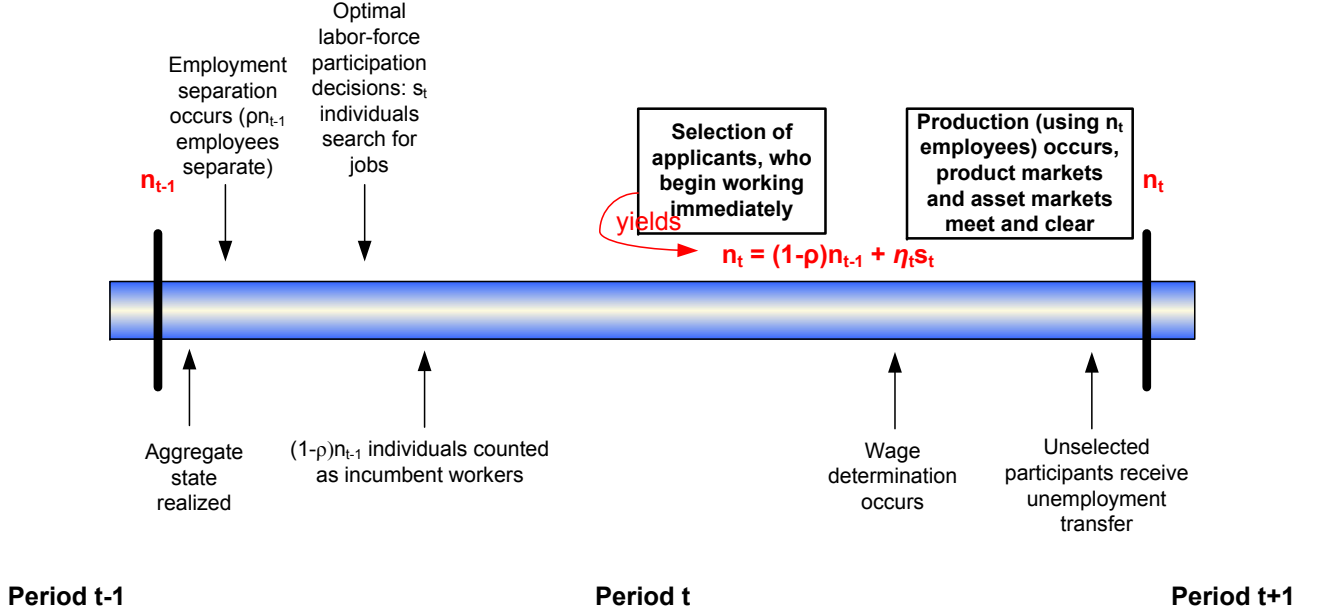 Employment
separation
occurs (ρnt-1
employees
separate)
Optimal
labor-force
participation
decisions: st
individuals
search for
jobs
Selection of
applicants, who
begin working
immediately
Production (using nt
employees) occurs,
product markets
and asset markets
meet and clear
nt-1
nt
yields
nt = (1-ρ)nt-1 + ηtst
Aggregate
state
realized
(1-ρ)nt-1 individuals counted
as incumbent workers
Wage
determination
occurs
Unselected
participants receive
unemployment
transfer
Period t-1
Period t
Period t+1